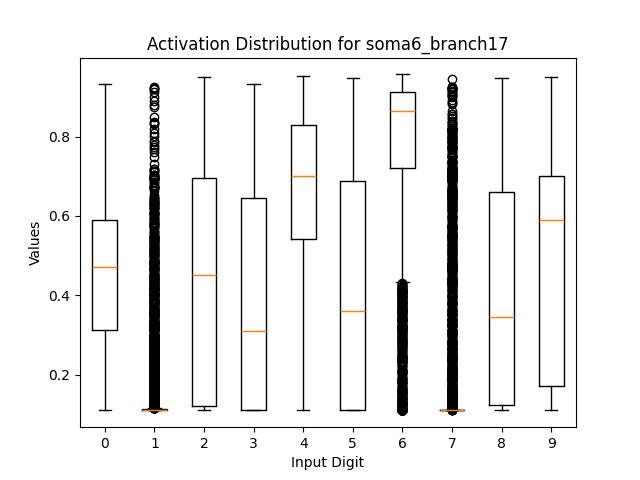 Activation Distribution for soma6_branch17
Values
0.8
0.6
0.4
0.2
0 1 2 3 4 5 6 7 8 9
Input Digit